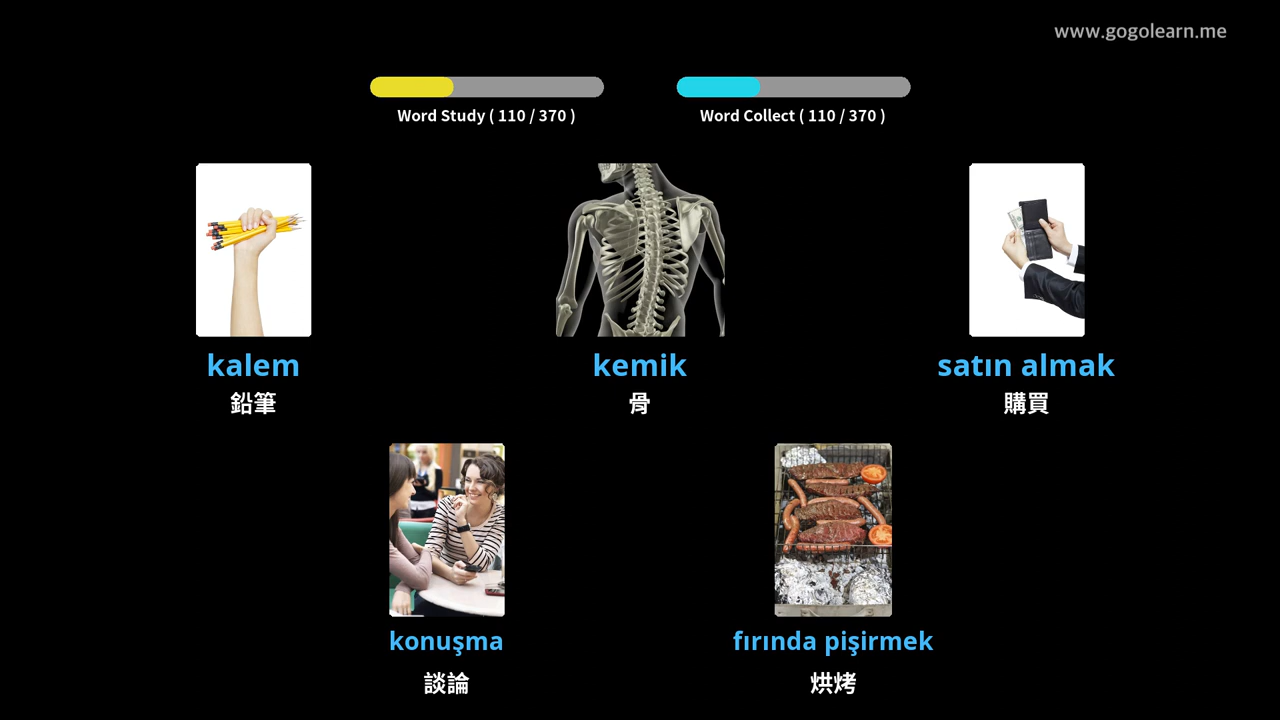 www.gogolearn.me
Word Study ( 110 / 370 )
Word Collect ( 110 / 370 )
kalem
鉛筆
kemik
骨
satın almak
購買
konuşma
談論
fırında pişirmek
烘烤